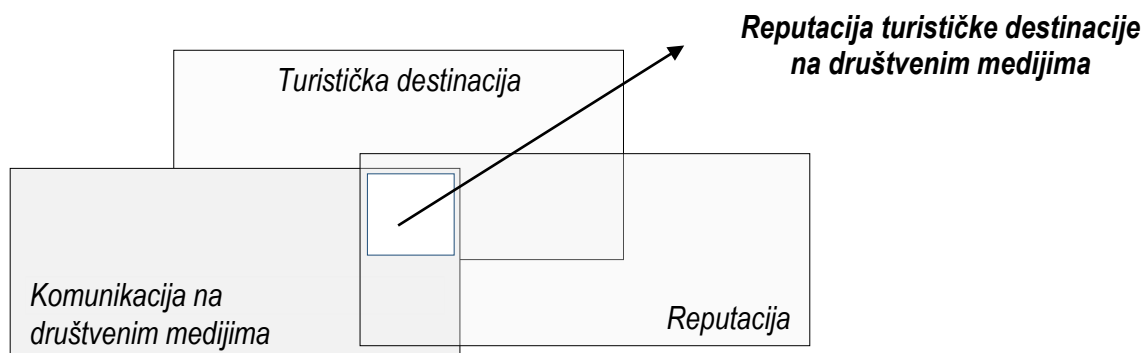 Reputacija turističke destinacije
na društvenim medijima
Turistička destinacija
Komunikacija na
društvenim medijima
Reputacija